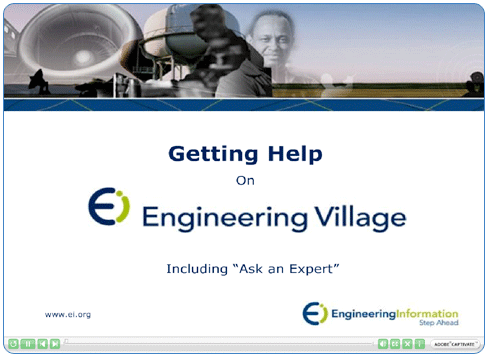 Getting Help
On
Ei Engineering Village
Including “Ask an Expert”
www.ei.org
Ei EngineeringInformation
Step Ahead
ADOBE CAPTIVATE